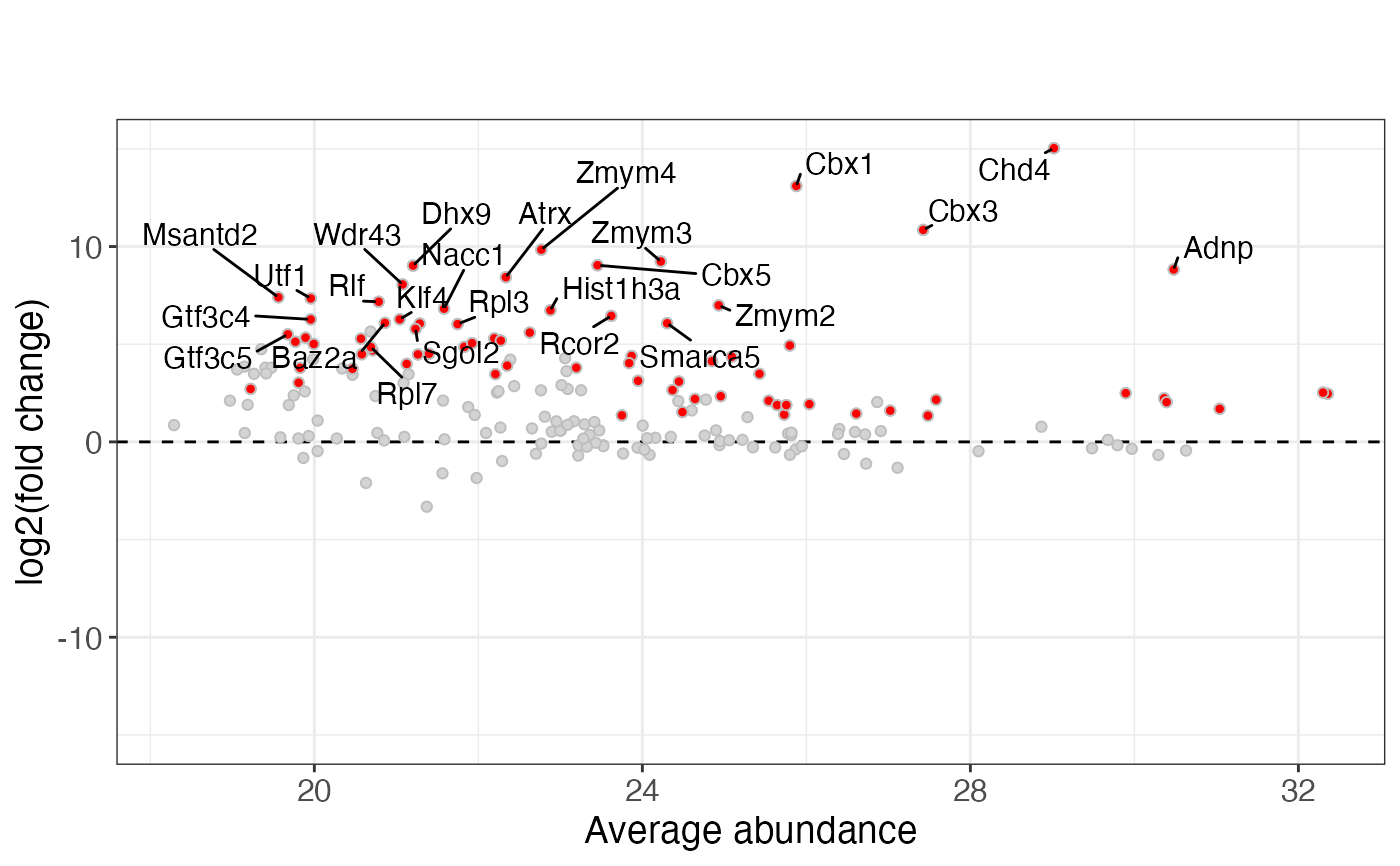 Zmym4
Cbx1
Chd4
Dhx9
Atrx
Cbx3
Msantd2
Wdr43
Zmym3
Nacc1
Adnp
10
Utf1
Rlf
Cbx5
Klf4
Rpl3
Hist1h3a
Gtf3c4
Zmym2
Rcor2
Gtf3c5
Baz2a
Sgol2
Smarca5
Rpl7
0
-10
log2(fold change)
20
24
28
32
Average abundance